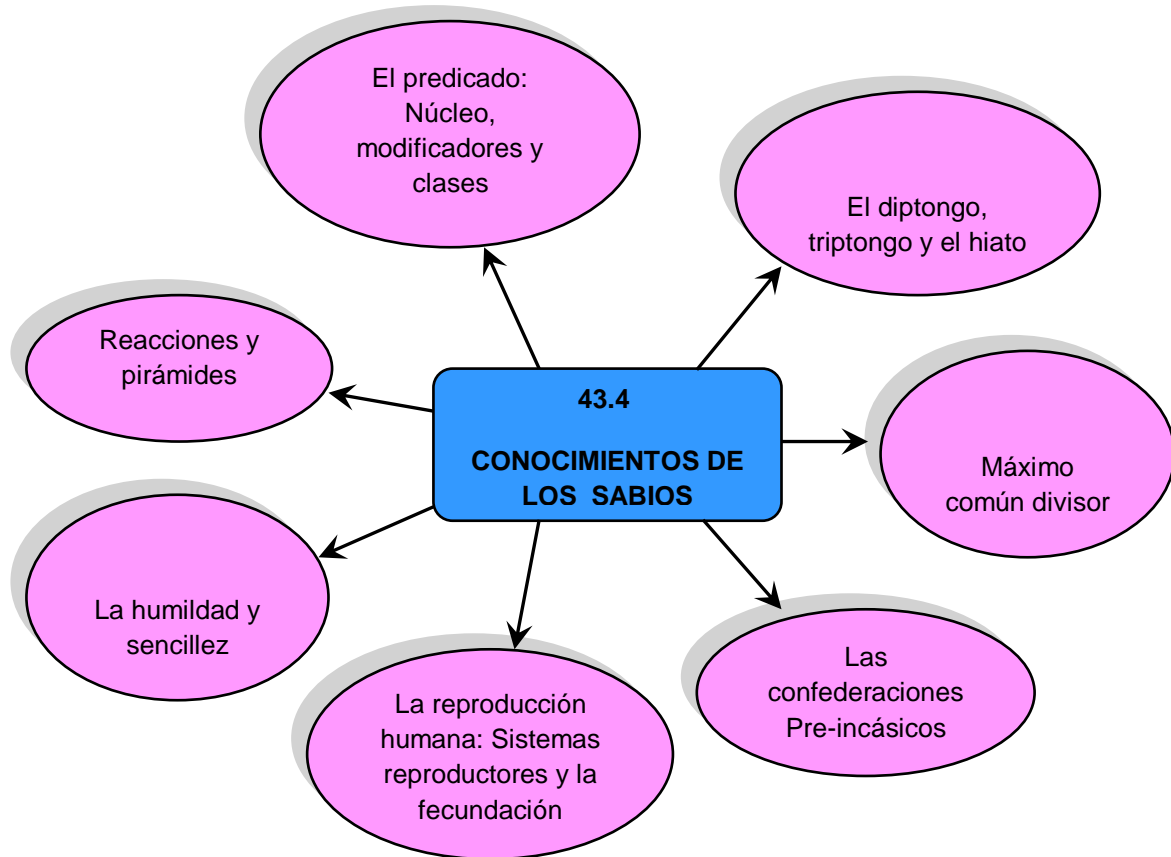 El predicado:
Núcleo,
modificadores y
clases
El diptongo,
triptongo y el hiato
Reacciones y
pirámides
43.4
CONOCIMIENTOS DE
LOS SABIOS
Máximo
común divisor
La humildad y
sencillez
Las
confederaciones
Pre-incásicos
La reproducción
humana: Sistemas
reproductores y la
fecundación